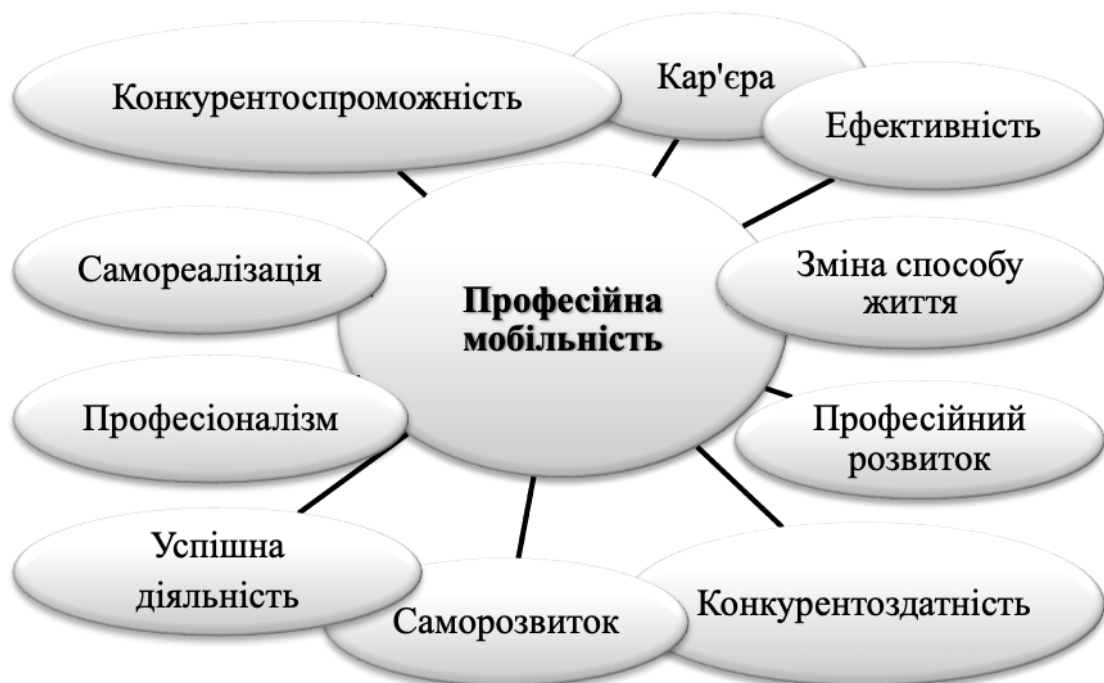 Конкурентоспроможність
Кар'єра
Ефективність
Самореалізація
Професійна
мобільність
Зміна способу
життя
Професіоналізм
Професійний
розвиток
Успішна
діяльність
Саморозвиток
Конкурентоздатність